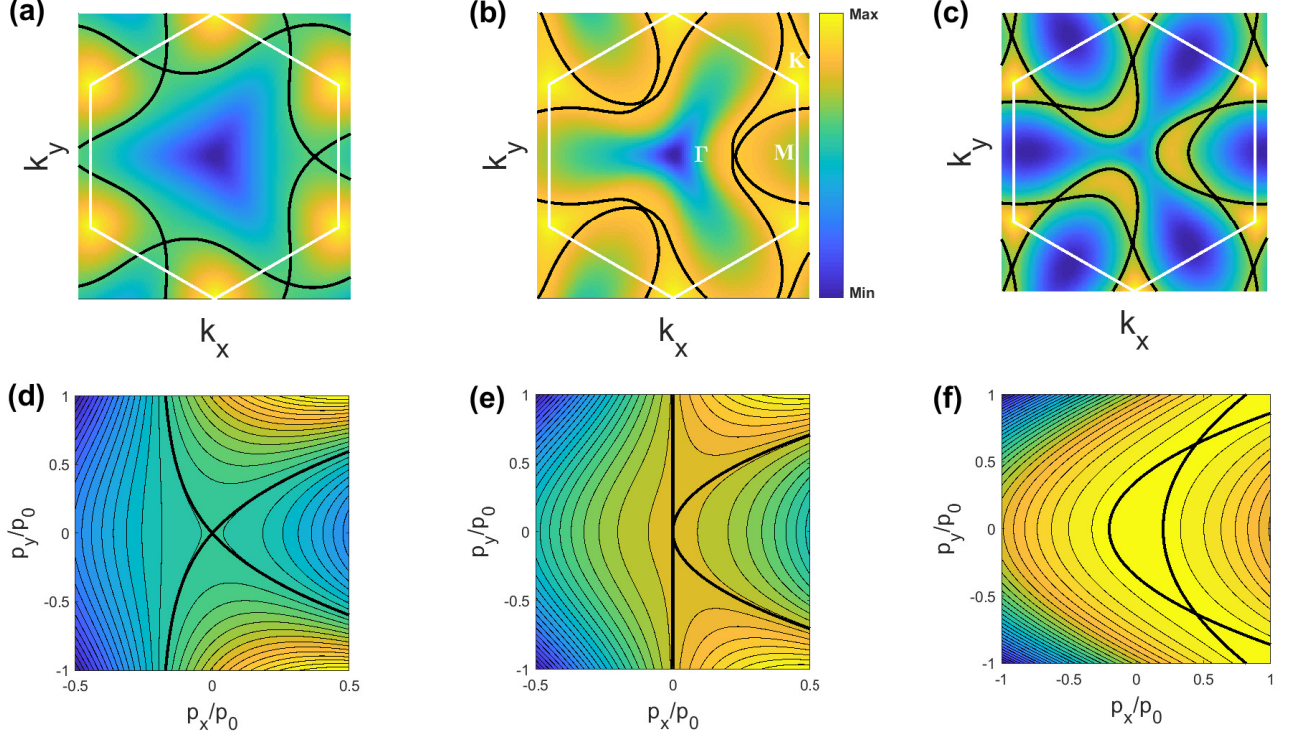 (a)
k_y
k_x
(b)
k_y
k_x
K
Γ
M
Max
Min
(c)
k_y
k_x
(d)
p_y/p_0
1
0.5
0
-0.5
-1
-0.5
0
0.5
p_x/p_0
(e)
p_y/p_0
1
0.5
0
-0.5
-1
-0.5
0
0.5
p_x/p_0
(f)
p_y/p_0
1
0.5
0
-0.5
-1
-1
-0.5
0
0.5
1
p_x/p_0